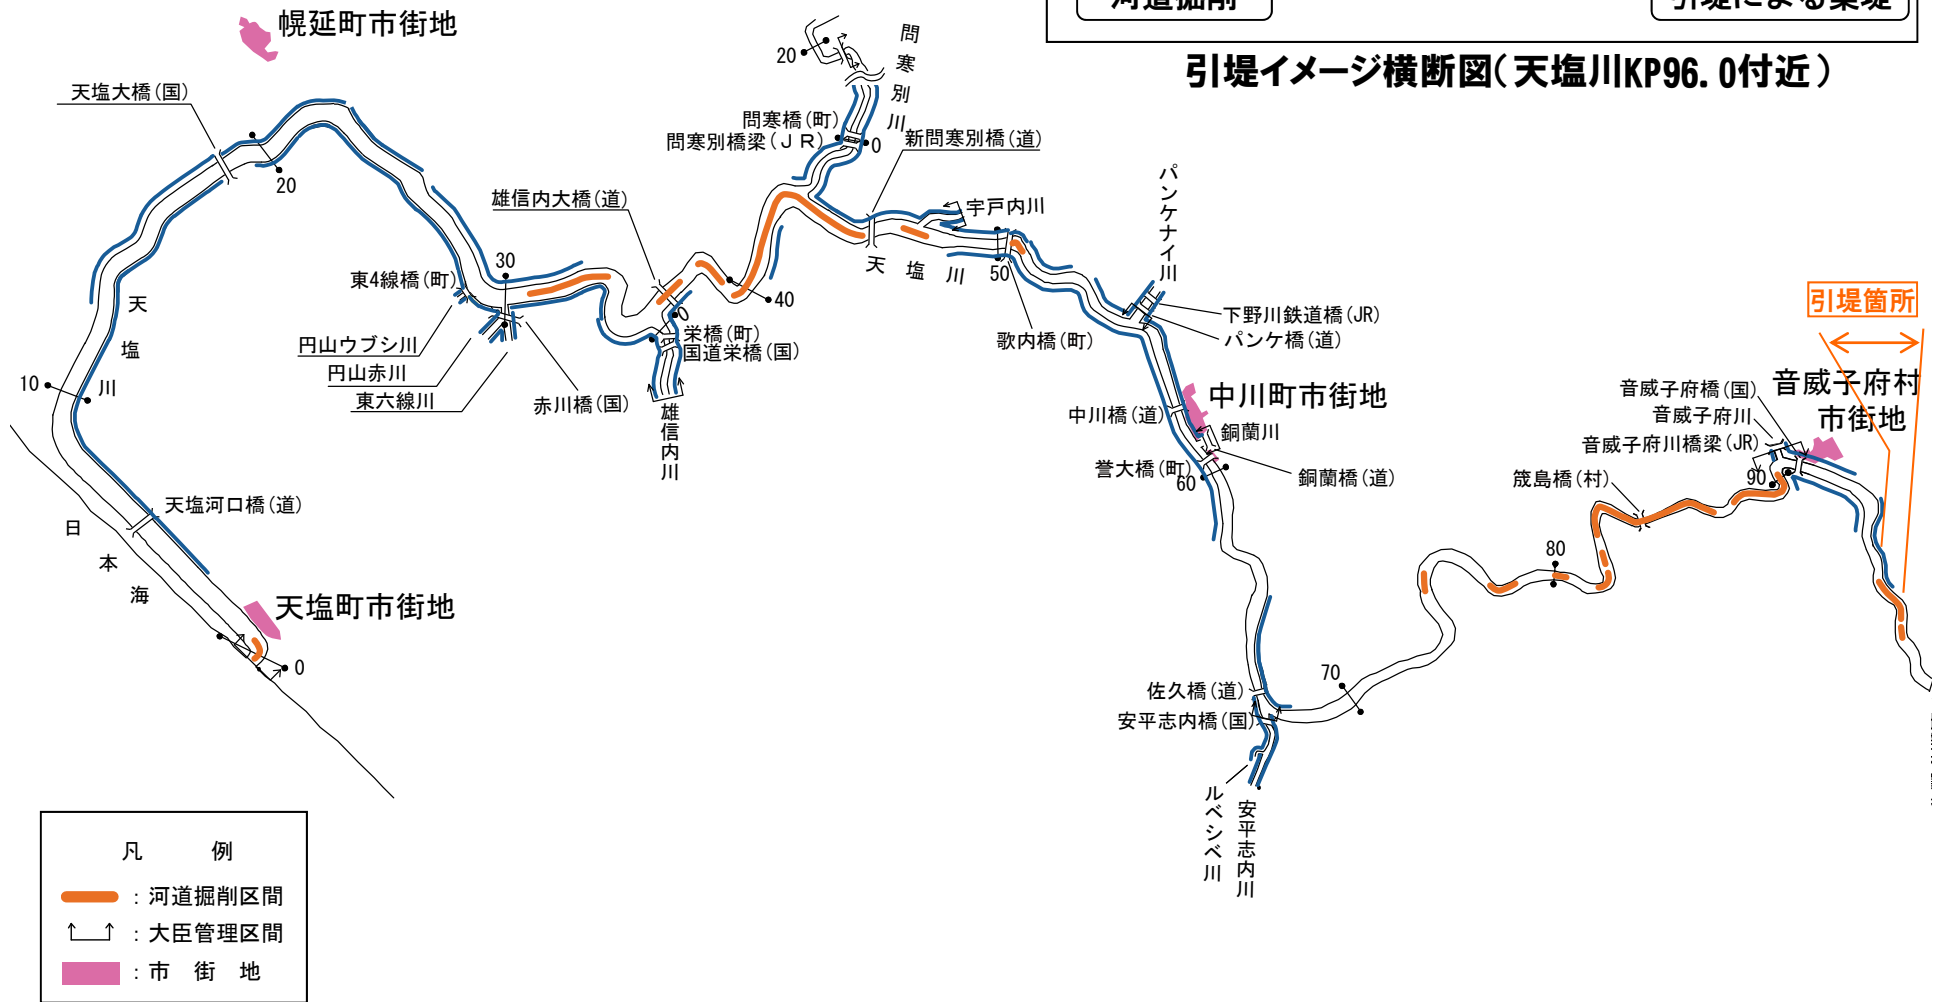 河道掘削
引堤による築堤
引堤イメージ横断図(天塩川KP96.0付近)
幌延町市街地
天塩大橋(国)
20
問寒別川
20
問寒橋(町)
問寒別橋梁(JR)
0
新問寒別橋(道)
雄信内大橋(道)
宇戸内川
パンケナイ川
天塩川
50
30
東4線橋(町)
40
0
栄橋(町)
国道栄橋(国)
歌内橋(町)
下野川鉄道橋(JR)
パンケ橋(道)
引堤箇所
天塩川
円山ウブシ川
円山赤川
東六線川
赤川橋(国)
雄信内川
10
中川町市街地
中川橋(道)
銅蘭川
誉大橋(町)
銅蘭橋(道)
60
音威子府橋(国)
音威子府村
市街地
音威子府川
音威子府川橋梁(JR)
筬島橋(村)
90
80
天塩河口橋(道)
日本海
天塩町市街地
0
70
佐久橋(道)
安平志内橋(国)
ルベシベ川
安平志内川
凡例
:河道掘削区間
:大臣管理区間
:市街地